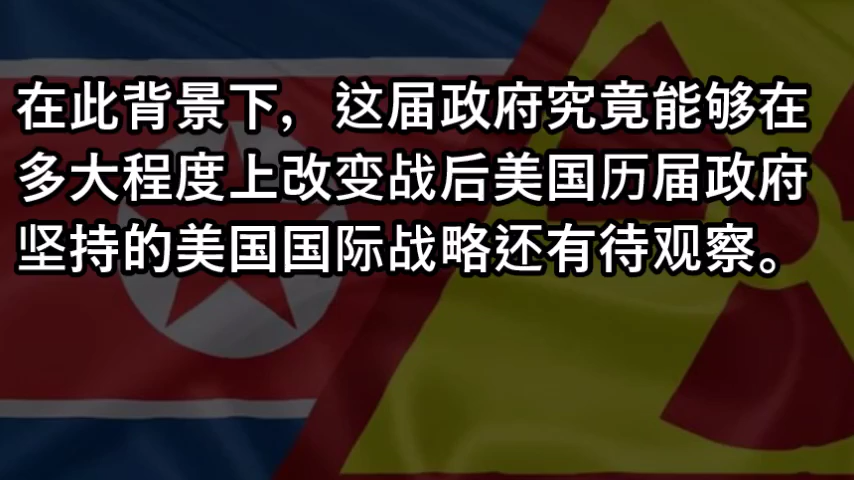 在此背景下，这届政府究竟能够在
多大程度上改变战后美国历届政府
坚持的美国国际战略还有待观察。